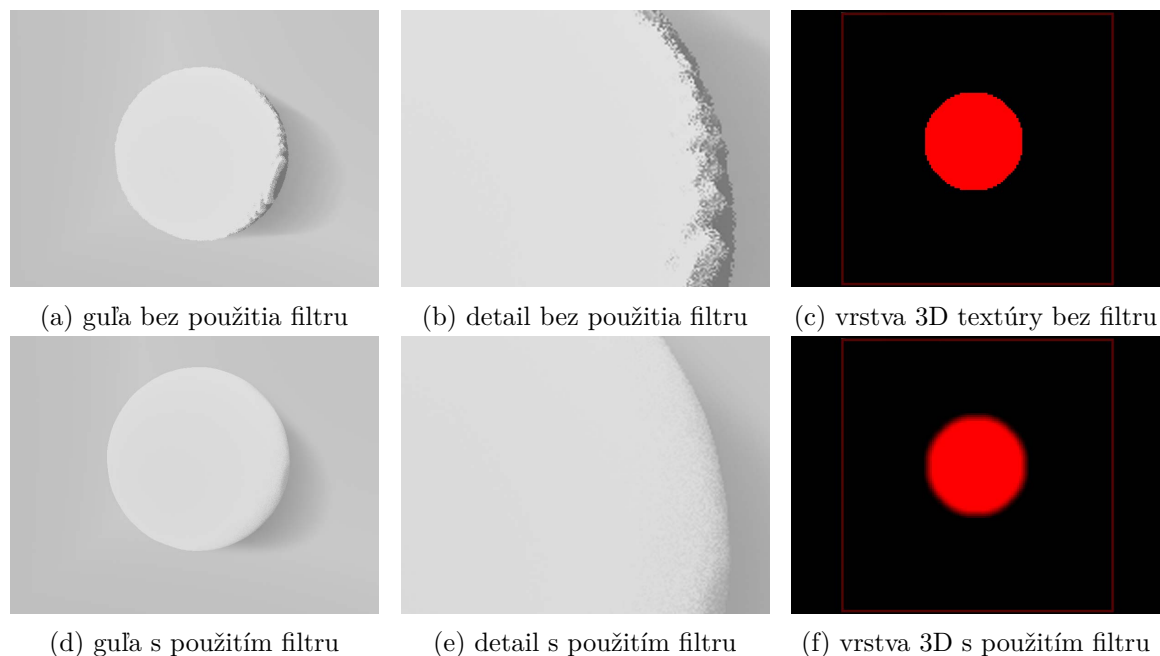 (a) guľa bez použitia filtru
(b) detail bez použitia filtru
(c) vrstva 3D textúry bez filtru
(d) guľa s použitím filtru
(e) detail s použitím filtru
(f) vrstva 3D s použitím filtru